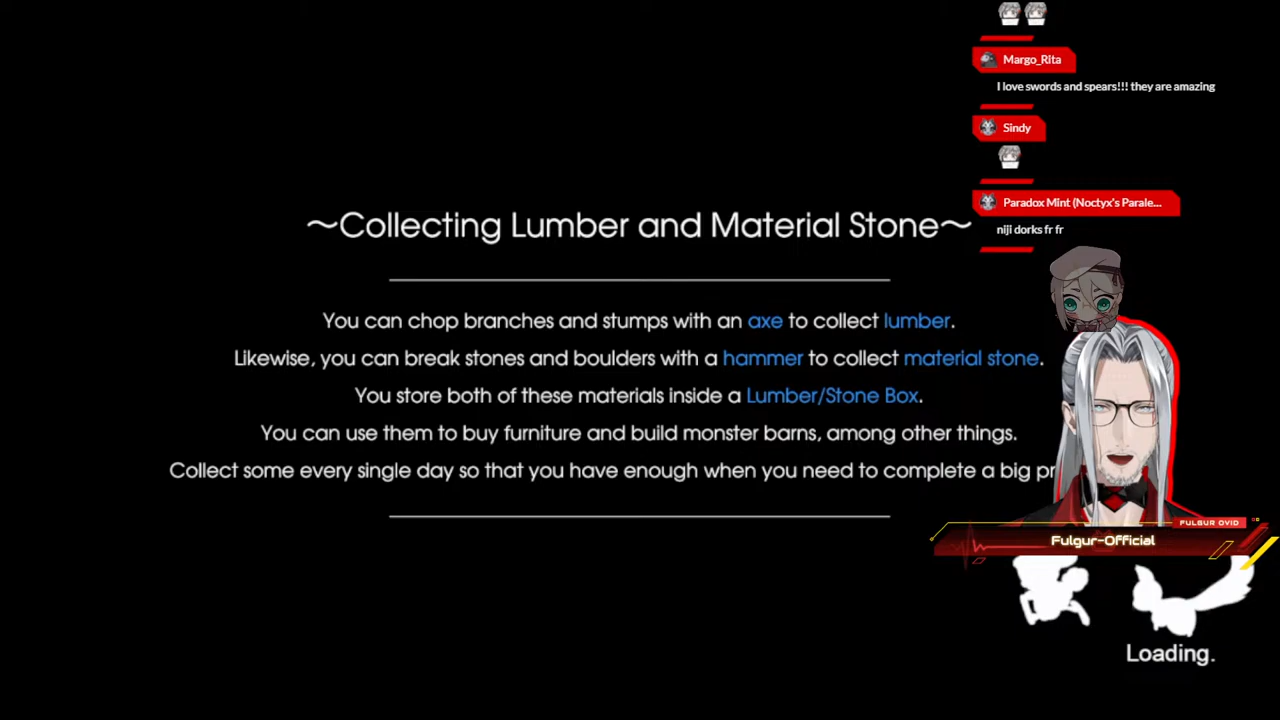 Margo_Rita
I love swords and spears!!! they are amazing
Sindy
Paradox Mint (Noctyx's Parale...
niji dorks fr fr
～Collecting Lumber and Material Stone～
You can chop branches and stumps with an axe to collect lumber.
Likewise, you can break stones and boulders with a hammer to collect material stone.
You store both of these materials inside a Lumber/Stone Box.
You can use them to buy furniture and build monster barns, among other things.
Collect some every single day so that you have enough when you need to complete a big pr
FULGUR OVID
Fulgur-Official
Loading.